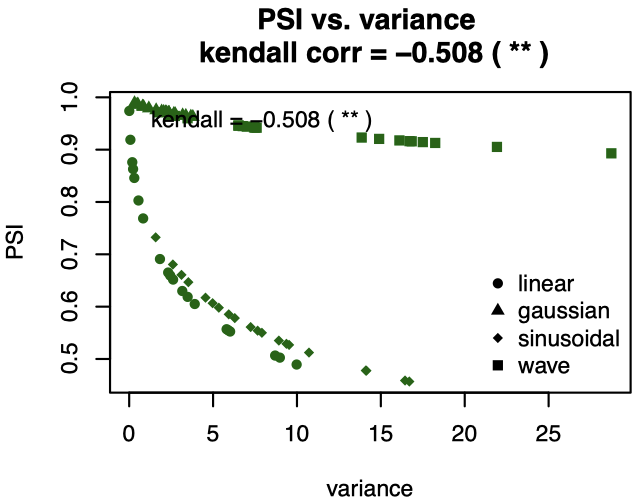 PSI vs. variance
kendall corr = −0.508 ( ** )
kendall = −0.508 ( ** )
PSI
1.0
0.9
0.8
0.7
0.6
0.5
linear
gaussian
sinusoidal
wave
0 5 10 15 20 25
variance